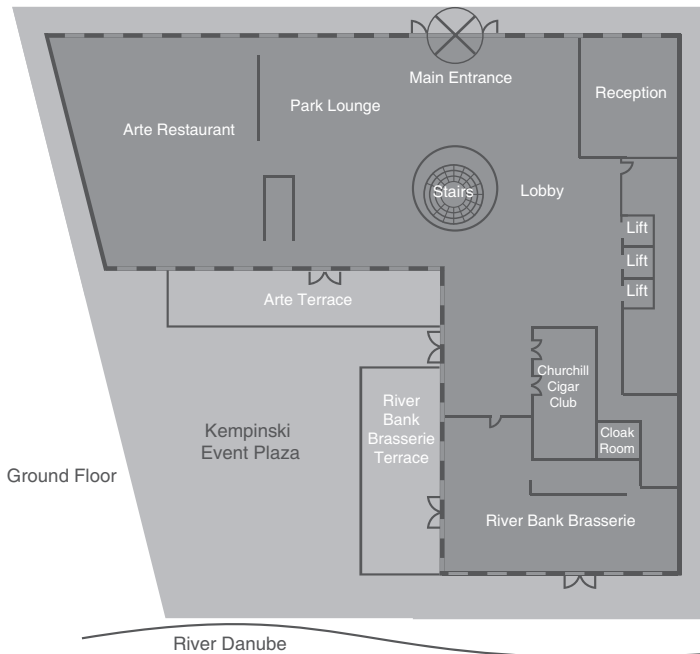 Main Entrance
Reception
Park Lounge
Arte Restaurant
Stairs
Lobby
Lift
Lift
Lift
Arte Terrace
Churchill
Cigar
Club
River
Bank
Brasserie
Terrace
Kempinski
Event Plaza
Cloak
Room
Ground Floor
River Bank Brasserie
River Danube